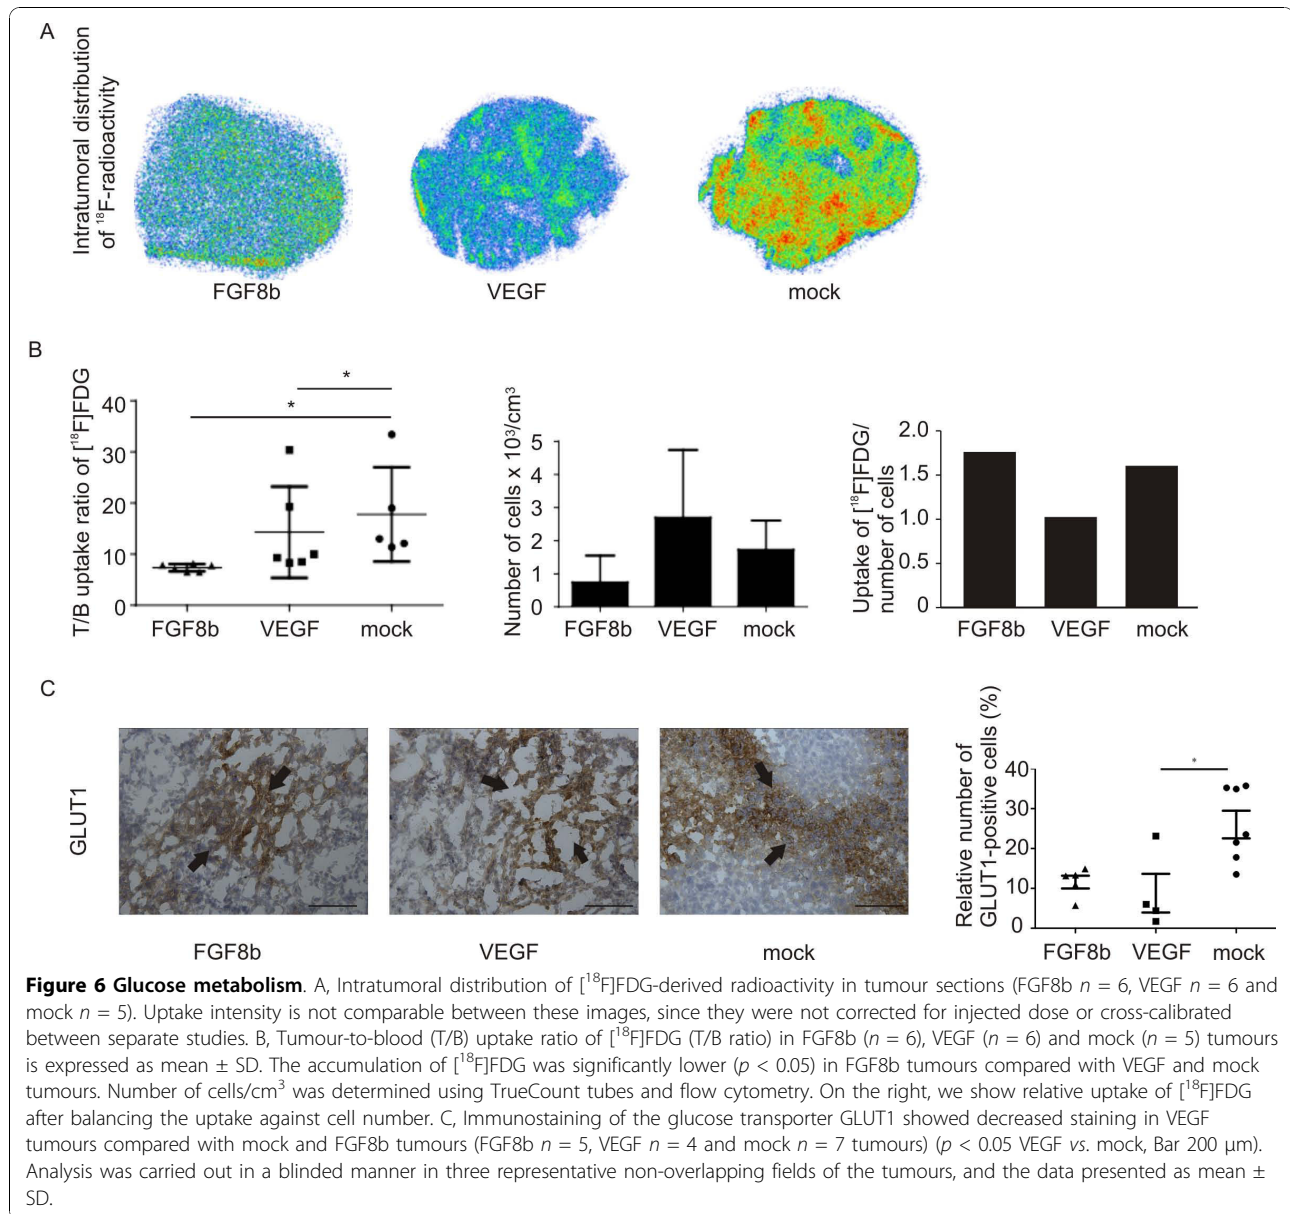 A
Intratumoral distribution
of ¹⁸F-radioactivity
FGF8b
VEGF
mock
B
T/B uptake ratio of [¹⁸F]FDG
40
30
20
10
0
*
*
FGF8b
VEGF
mock
Number of cells x 10³/cm³
5
4
3
2
1
0
FGF8b
VEGF
mock
Uptake of [¹⁸F]FDG/
number of cells
2.0
1.5
1.0
0.5
0
FGF8b
VEGF
mock
C
GLUT1
FGF8b
VEGF
mock
Relative number of
GLUT1-positive cells (%)
40
30
20
10
0
*
FGF8b
VEGF
mock
Figure 6 Glucose metabolism. A, Intratumoral distribution of [¹⁸F]FDG-derived radioactivity in tumour sections (FGF8b n = 6, VEGF n = 6 and
mock n = 5). Uptake intensity is not comparable between these images, since they were not corrected for injected dose or cross-calibrated
between separate studies. B, Tumour-to-blood (T/B) uptake ratio of [¹⁸F]FDG (T/B ratio) in FGF8b (n = 6), VEGF (n = 6) and mock (n = 5) tumours
is expressed as mean ± SD. The accumulation of [¹⁸F]FDG was significantly lower (p < 0.05) in FGF8b tumours compared with VEGF and mock
tumours. Number of cells/cm³ was determined using TrueCount tubes and flow cytometry. On the right, we show relative uptake of [¹⁸F]FDG
after balancing the uptake against cell number. C, Immunostaining of the glucose transporter GLUT1 showed decreased staining in VEGF
tumours compared with mock and FGF8b tumours (FGF8b n = 5, VEGF n = 4 and mock n = 7 tumours) (p < 0.05 VEGF vs. mock, Bar 200 μm).
Analysis was carried out in a blinded manner in three representative non-overlapping fields of the tumours, and the data presented as mean ±
SD.